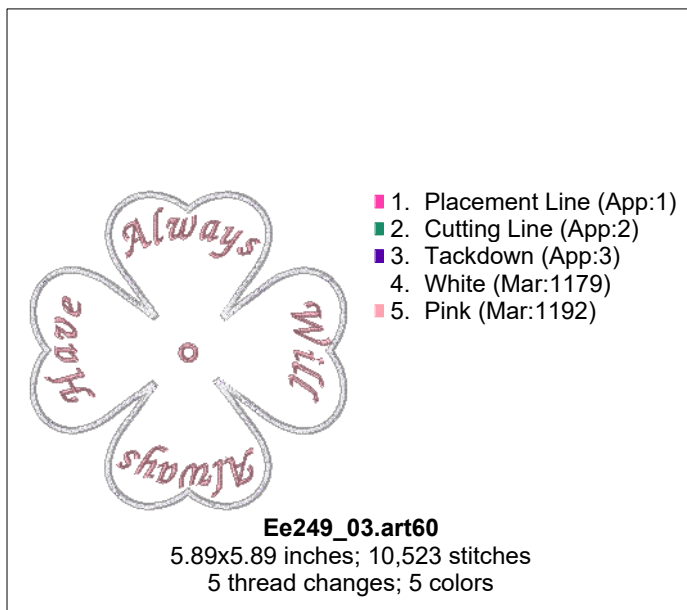 Always
Have
Will
Always
1. Placement Line (App:1)
2. Cutting Line (App:2)
3. Tackdown (App:3)
4. White (Mar:1179)
5. Pink (Mar:1192)
Ee249_03.art60
5.89x5.89 inches; 10,523 stitches
5 thread changes; 5 colors